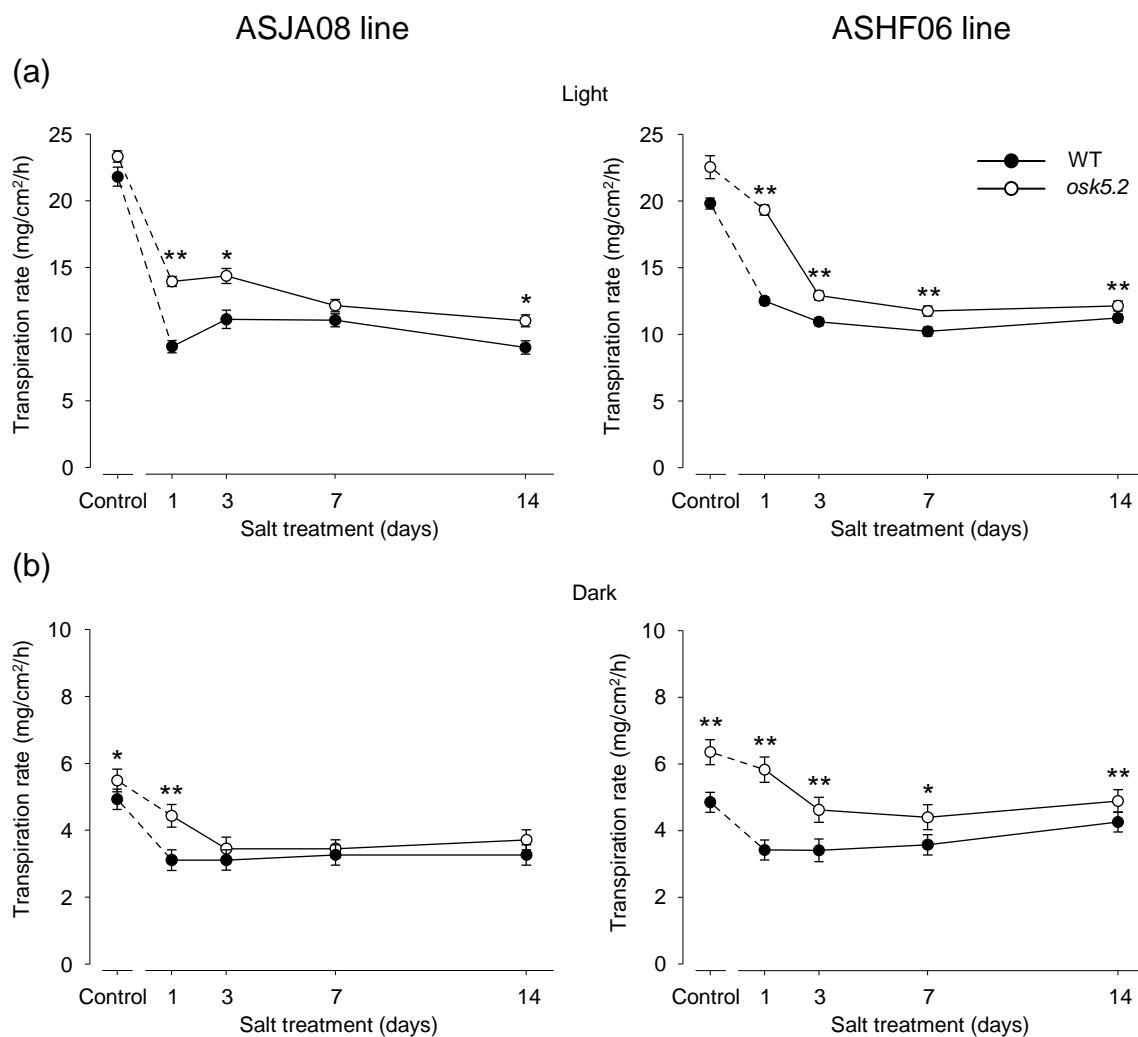 ASJA08 line
ASHF06 line
(a)
Light
Transpiration rate (mg/cm²/h)
25
20
15
10
5
0
** * *
Control 1 3 7 14
Salt treatment (days)
Transpiration rate (mg/cm²/h)
25
20
15
10
5
0
** ** ** **
WT
osk5.2
Control 1 3 7 14
Salt treatment (days)
(b)
Dark
Transpiration rate (mg/cm²/h)
10
8
6
4
2
0
* **
Control 1 3 7 14
Salt treatment (days)
Transpiration rate (mg/cm²/h)
10
8
6
4
2
0
** ** ** * **
Control 1 3 7 14
Salt treatment (days)